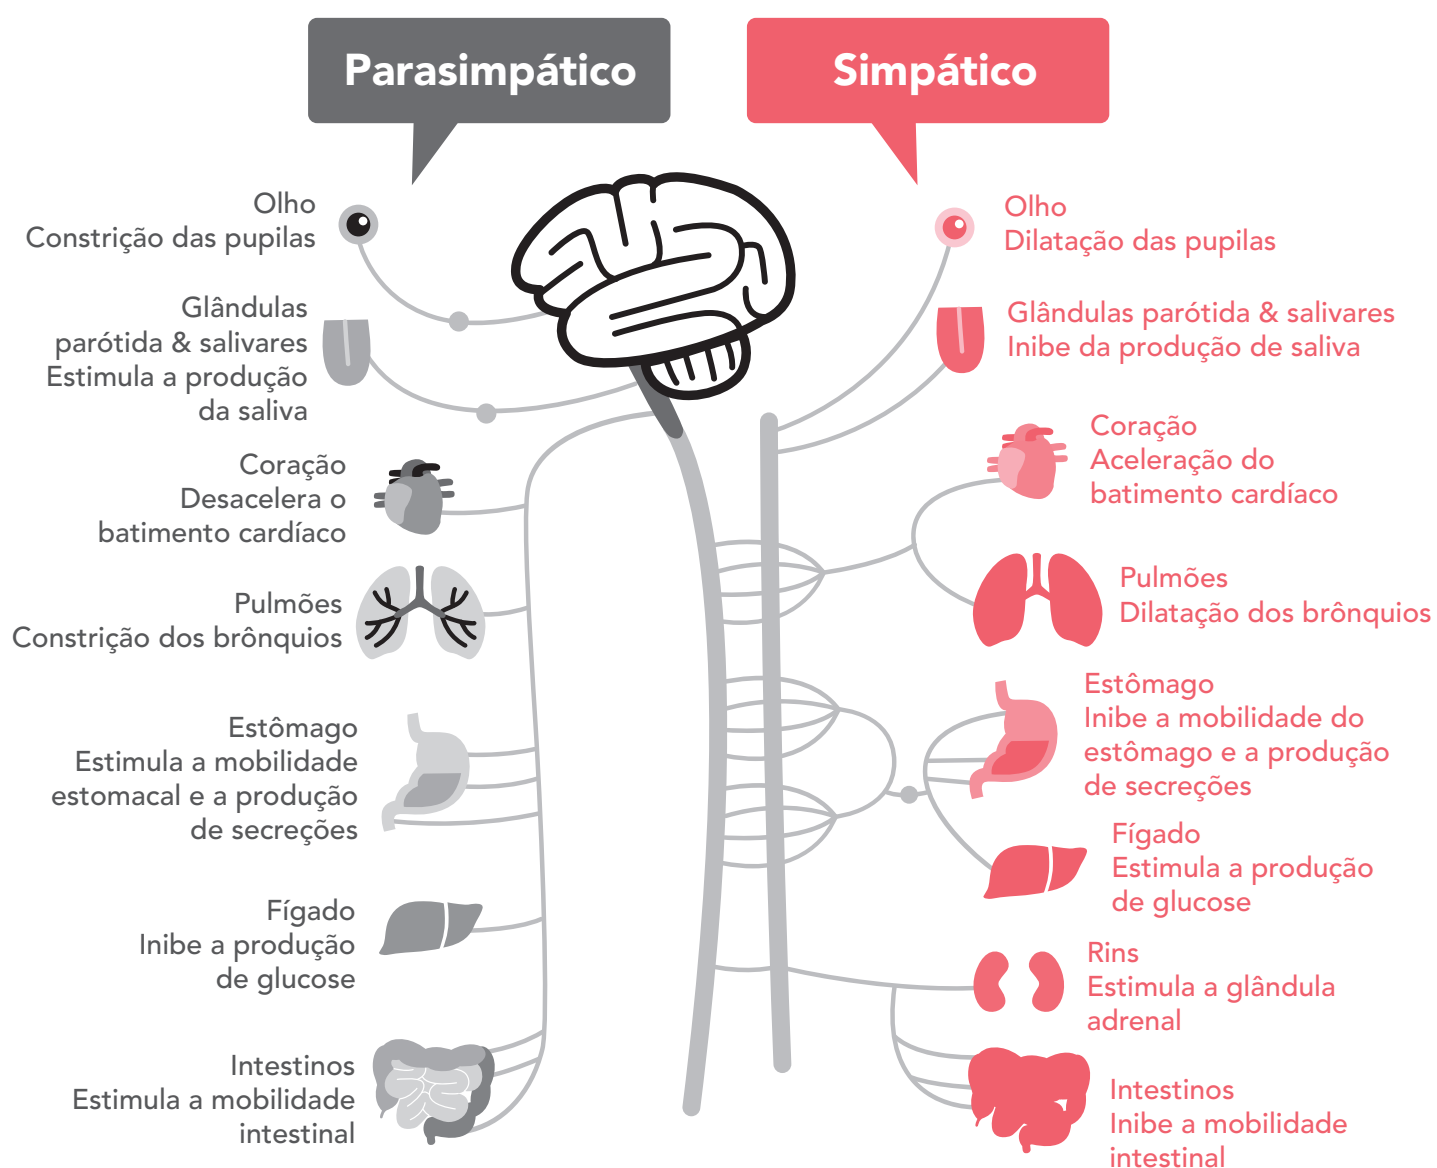 Parasimpático
Olho
Constrição das pupilas
Glândulas
parótida & salivares
Estimula a produção
da saliva
Coração
Desacelera o
batimento cardíaco
Pulmões
Constrição dos brônquios
Estômago
Estimula a mobilidade
estomacal e a produção
de secreções
Fígado
Inibe a produção
de glucose
Intestinos
Estimula a mobilidade
intestinal
Simpático
Olho
Dilatação das pupilas
Glândulas parótida & salivares
Inibe da produção de saliva
Coração
Aceleração do
batimento cardíaco
Pulmões
Dilatação dos brônquios
Estômago
Inibe a mobilidade do
estômago e a produção
de secreções
Fígado
Estimula a produção
de glucose
Rins
Estimula a glândula
adrenal
Intestinos
Inibe a mobilidade
intestinal